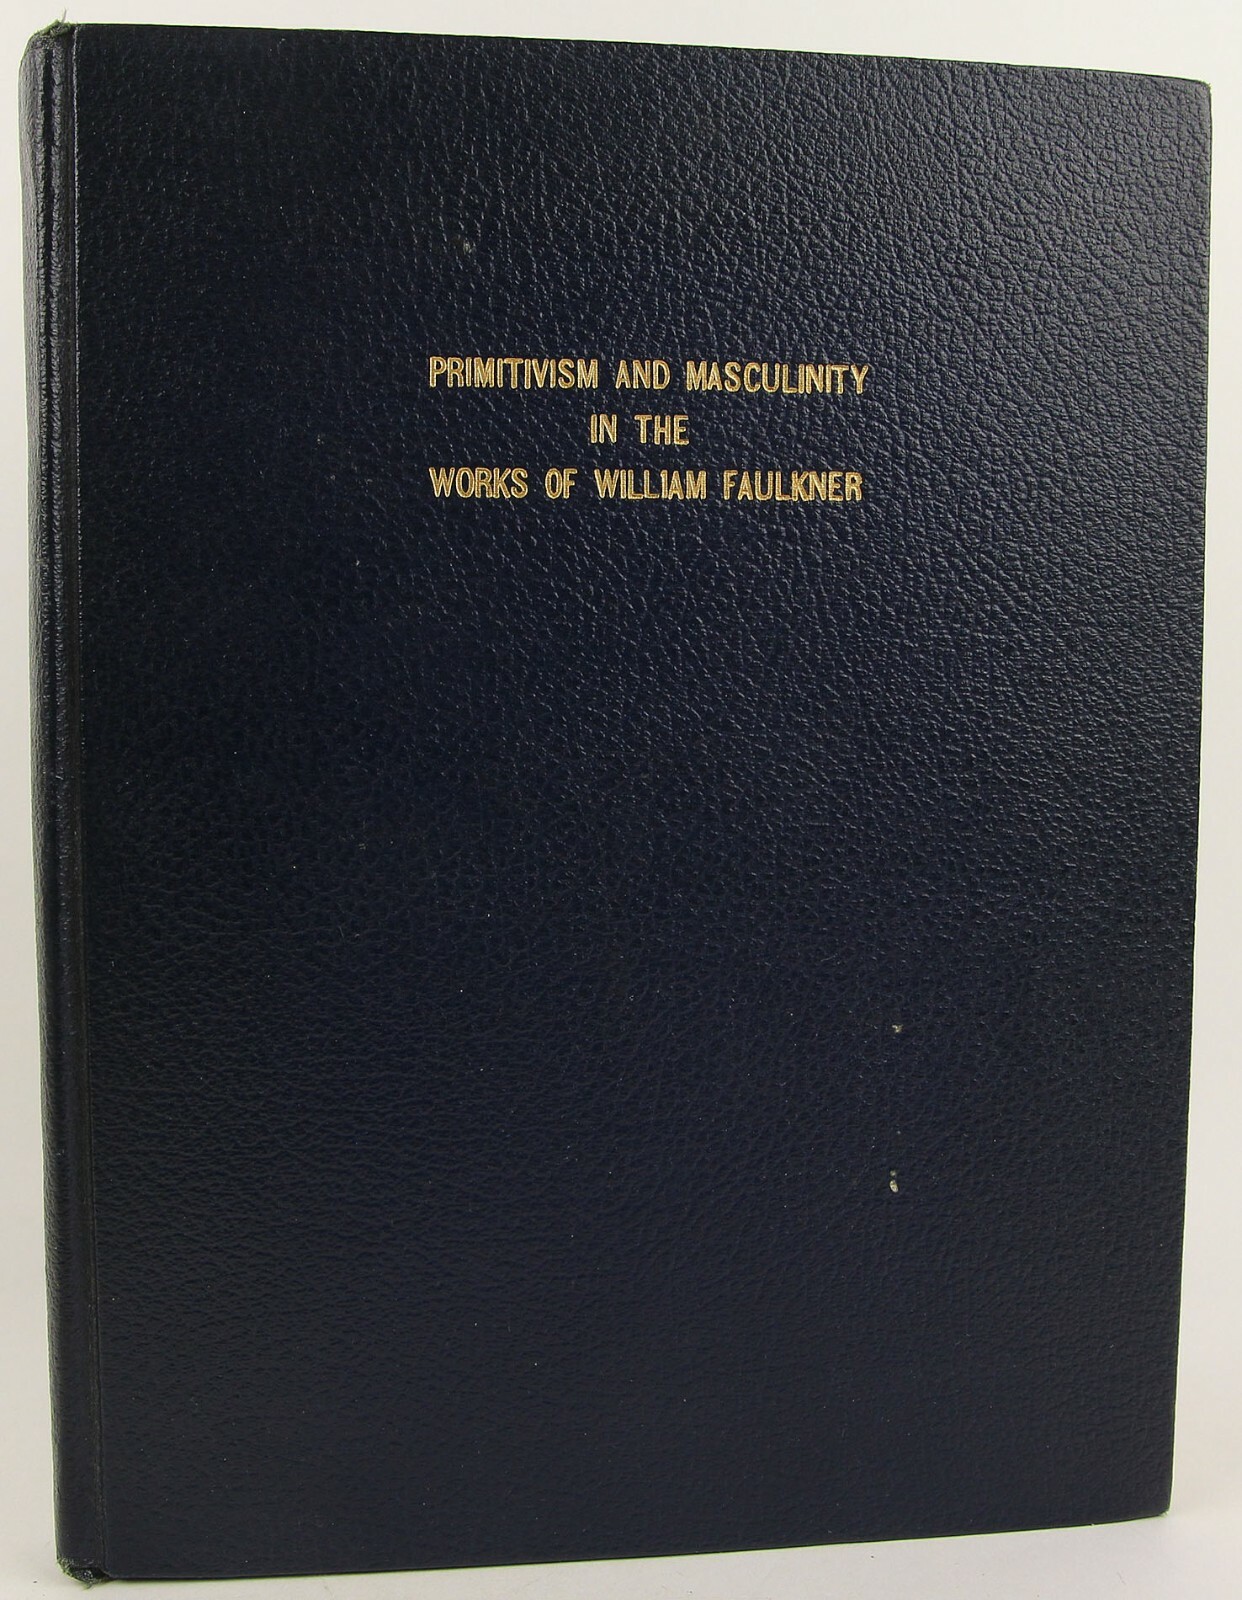 PRIMITIVISM AND MASCULINITY
IN THE
WORKS OF WILLIAM FAULKNER